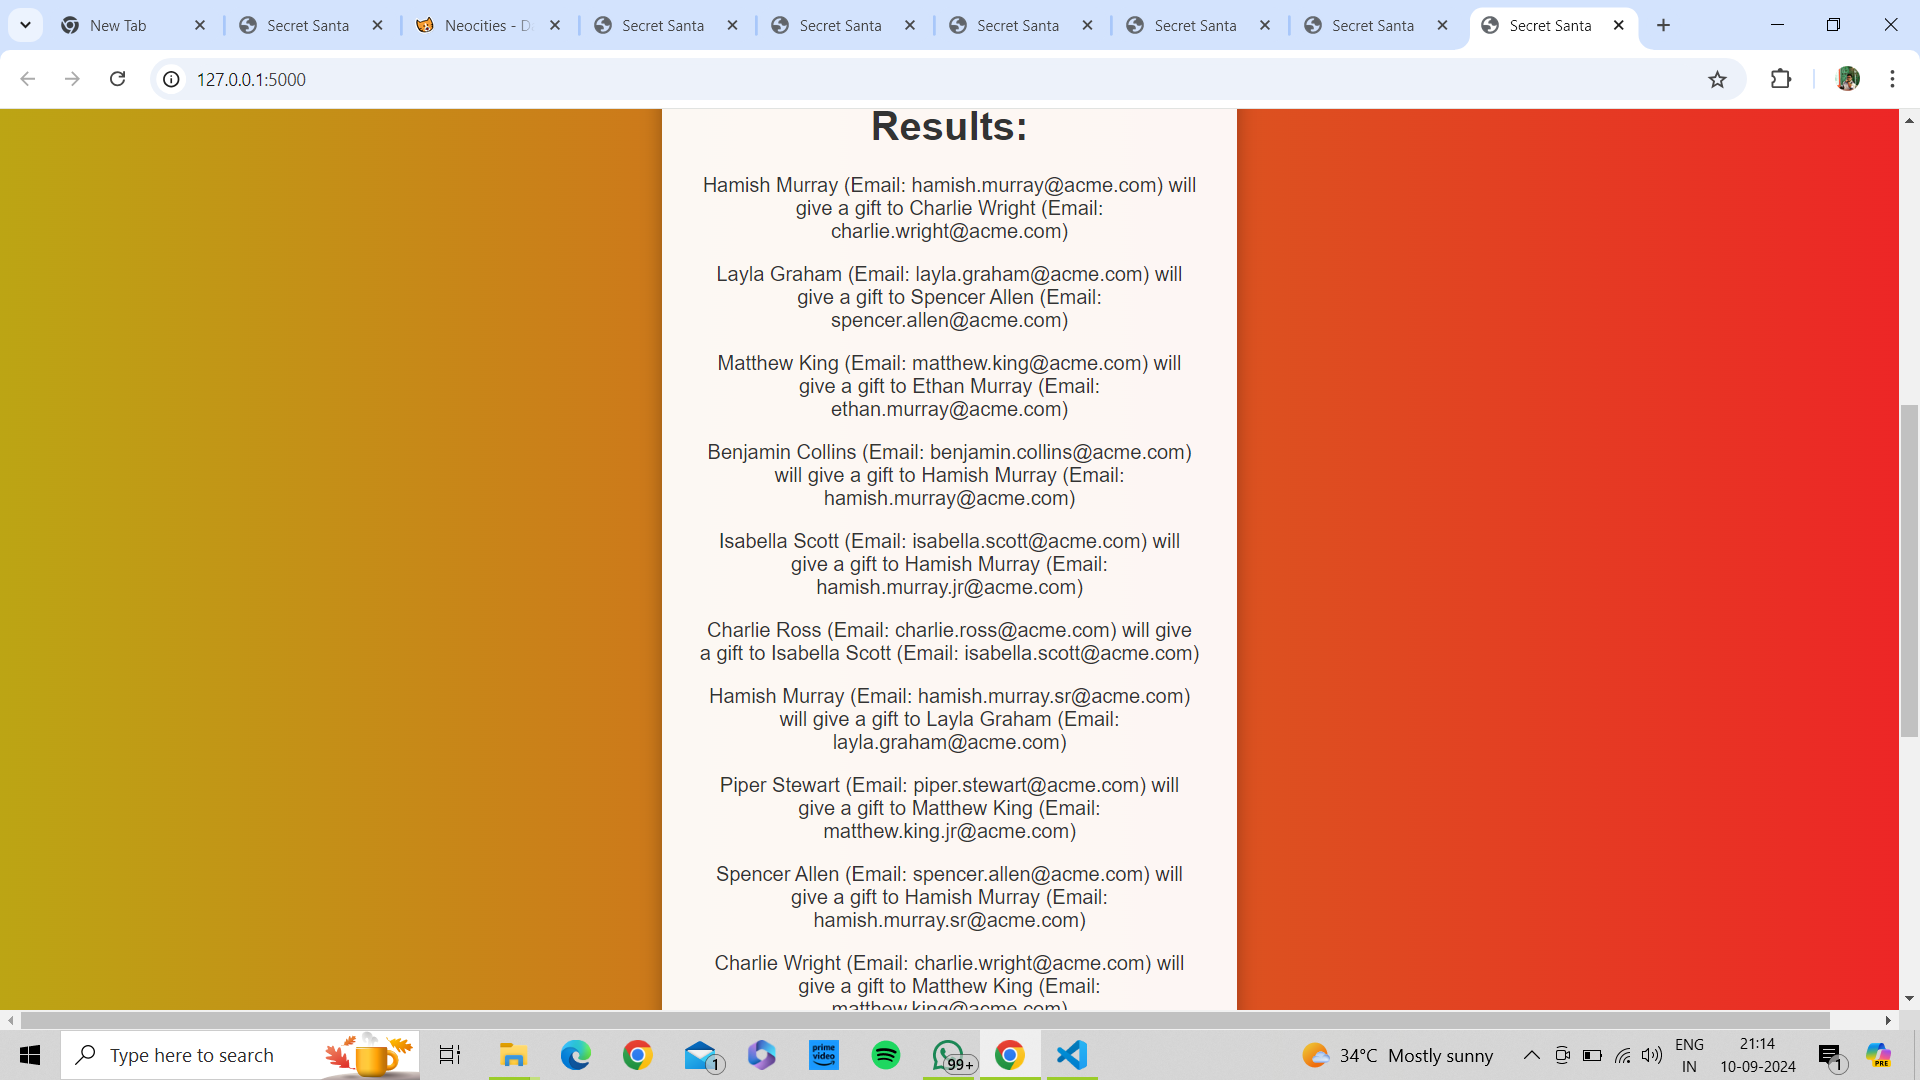 New Tab
Secret Santa
Neocities - D
Secret Santa
Secret Santa
Secret Santa
Secret Santa
Secret Santa
Secret Santa
127.0.0.1:5000
Results:
Hamish Murray (Email: hamish.murray@acme.com) will
give a gift to Charlie Wright (Email:
charlie.wright@acme.com)
Layla Graham (Email: layla.graham@acme.com) will
give a gift to Spencer Allen (Email:
spencer.allen@acme.com)
Matthew King (Email: matthew.king@acme.com) will
give a gift to Ethan Murray (Email:
ethan.murray@acme.com)
Benjamin Collins (Email: benjamin.collins@acme.com)
will give a gift to Hamish Murray (Email:
hamish.murray@acme.com)
Isabella Scott (Email: isabella.scott@acme.com) will
give a gift to Hamish Murray (Email:
hamish.murray.jr@acme.com)
Charlie Ross (Email: charlie.ross@acme.com) will give
a gift to Isabella Scott (Email: isabella.scott@acme.com)
Hamish Murray (Email: hamish.murray.sr@acme.com)
will give a gift to Layla Graham (Email:
layla.graham@acme.com)
Piper Stewart (Email: piper.stewart@acme.com) will
give a gift to Matthew King (Email:
matthew.king.jr@acme.com)
Spencer Allen (Email: spencer.allen@acme.com) will
give a gift to Hamish Murray (Email:
hamish.murray.sr@acme.com)
Charlie Wright (Email: charlie.wright@acme.com) will
give a gift to Matthew King (Email:
matthew.king@acme.com)
Type here to search
1
prime video
99+
34°C Mostly sunny
ENG
IN
21:14
10-09-2024
1
PRE